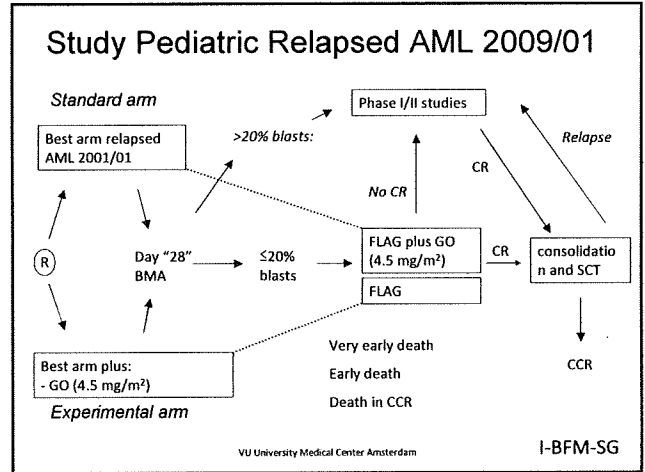 Study Pediatric Relapsed AML 2009/01
Standard arm
Best arm relapsed
AML 2001/01
>20% blasts:
Phase I/II studies
Relapse
CR
No CR
R
Day "28"
BMA
≤20%
blasts
FLAG plus GO
(4.5 mg/m²)
FLAG
CR
consolidatio
n and SCT
Best arm plus:
- GO (4.5 mg/m²)
Experimental arm
Very early death
Early death
Death in CCR
CCR
VU University Medical Center Amsterdam
I-BFM-SG